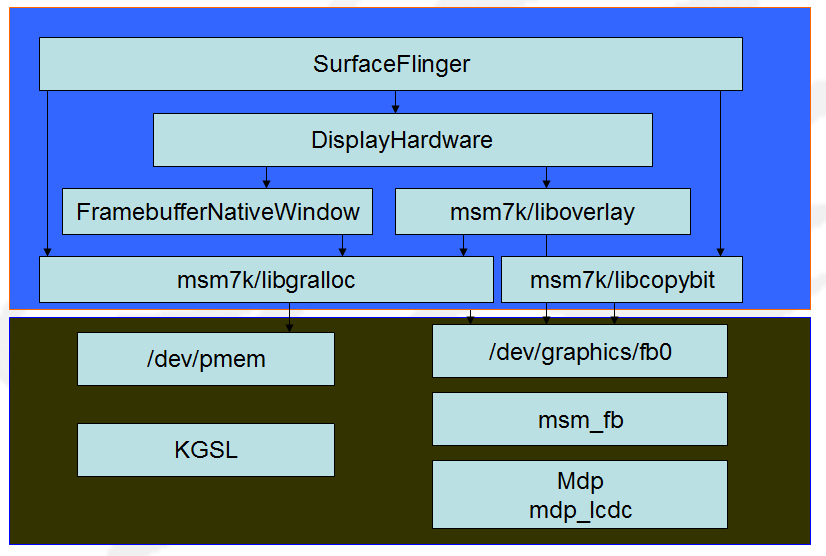 SurfaceFlinger
DisplayHardware
FramebufferNativeWindow
msm7k/liboverlay
msm7k/libgralloc
msm7k/libcopybit
/dev/pmem
/dev/graphics/fb0
msm_fb
KGSL
Mdp
mdp_lcdc